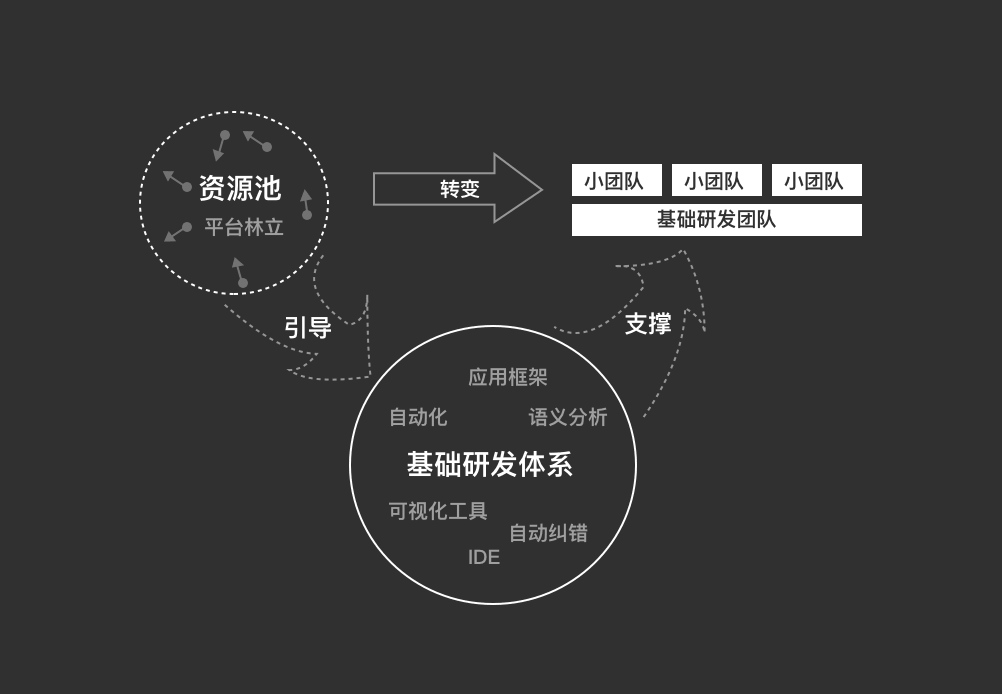 资源池
平台林立
转变
小团队
小团队
小团队
基础研发团队
引导
支撑
应用框架
自动化
语义分析
基础研发体系
可视化工具
自动纠错
IDE